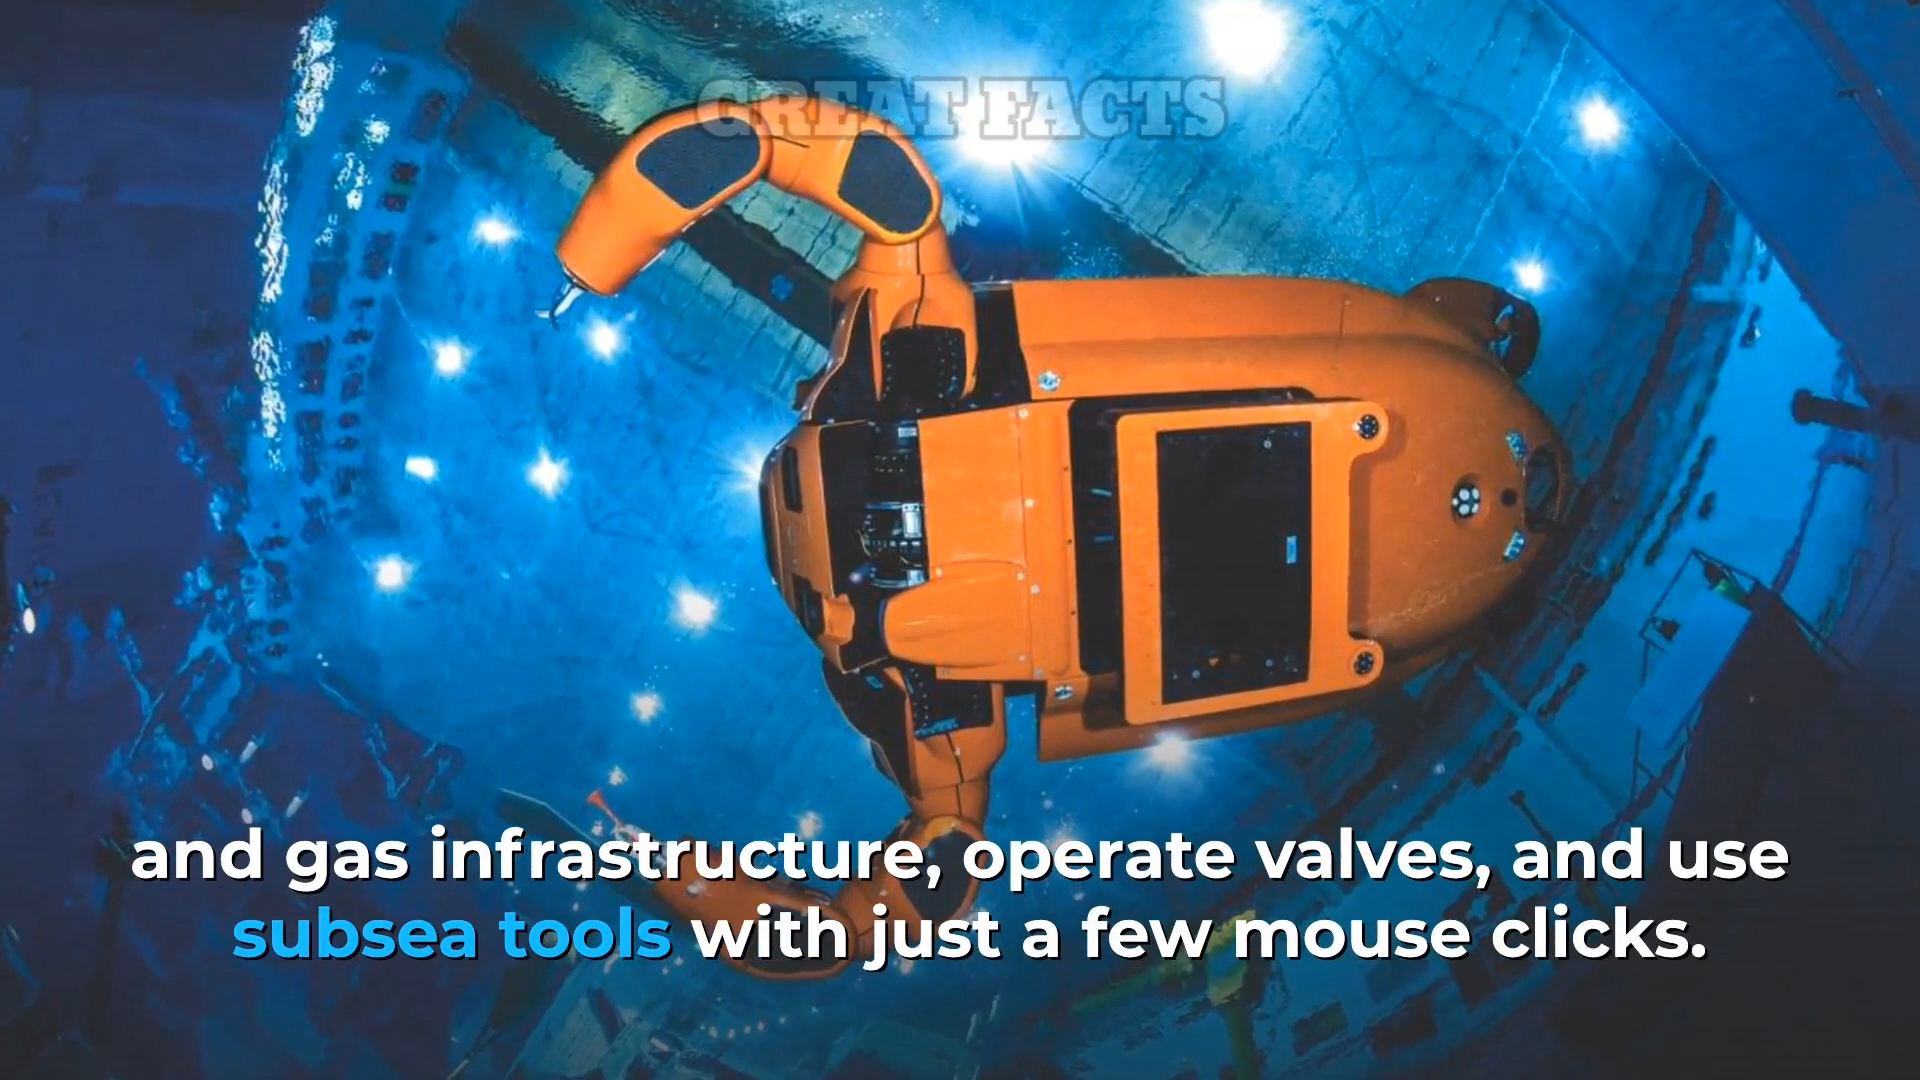 GREAT FACTS
and gas infrastructure, operate valves, and use
subsea tools with just a few mouse clicks.